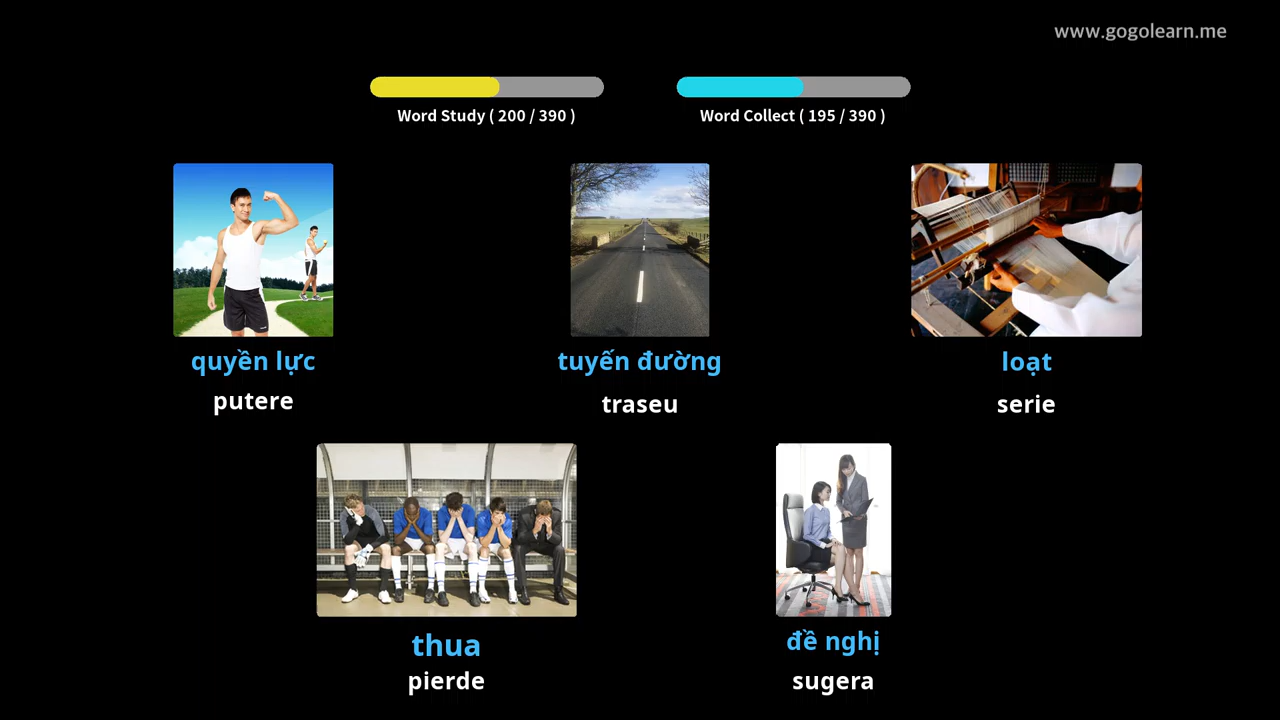 www.gogolearn.me
Word Study ( 200 / 390 )
Word Collect ( 195 / 390 )
quyền lực
putere
tuyến đường
traseu
loạt
serie
thua
pierde
đề nghị
sugera